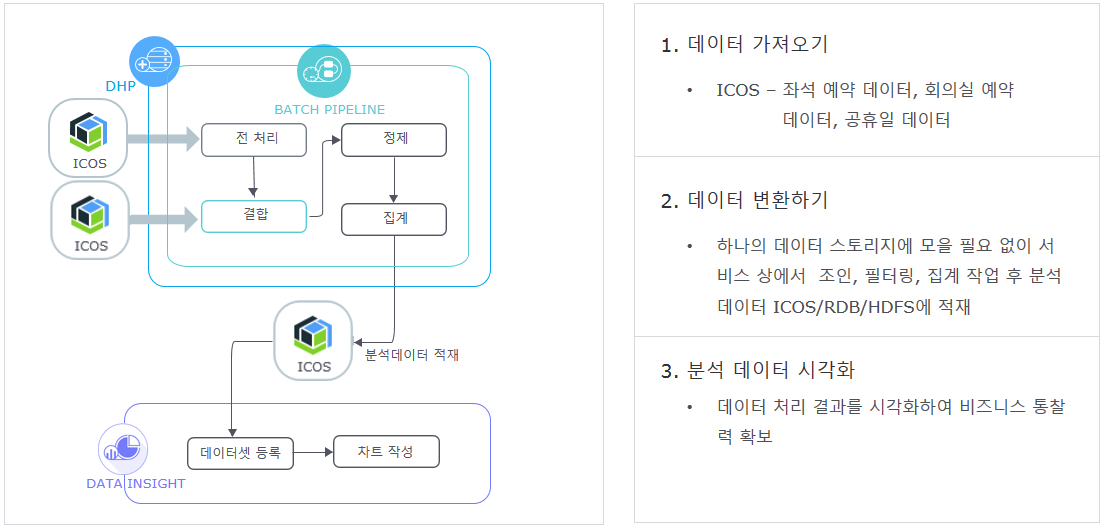 DHP
BATCH PIPELINE
ICOS
전 처리
정제
ICOS
결합
집계
ICOS
분석데이터 적재
데이터셋 등록
차트 작성
DATA INSIGHT
1. 데이터 가져오기
• ICOS – 좌석 예약 데이터, 회의실 예약
데이터, 공휴일 데이터
2. 데이터 변환하기
• 하나의 데이터 스토리지에 모을 필요 없이 서
비스 상에서 조인, 필터링, 집계 작업 후 분석
데이터 ICOS/RDB/HDFS에 적재
3. 분석 데이터 시각화
• 데이터 처리 결과를 시각화하여 비즈니스 통찰
력 확보